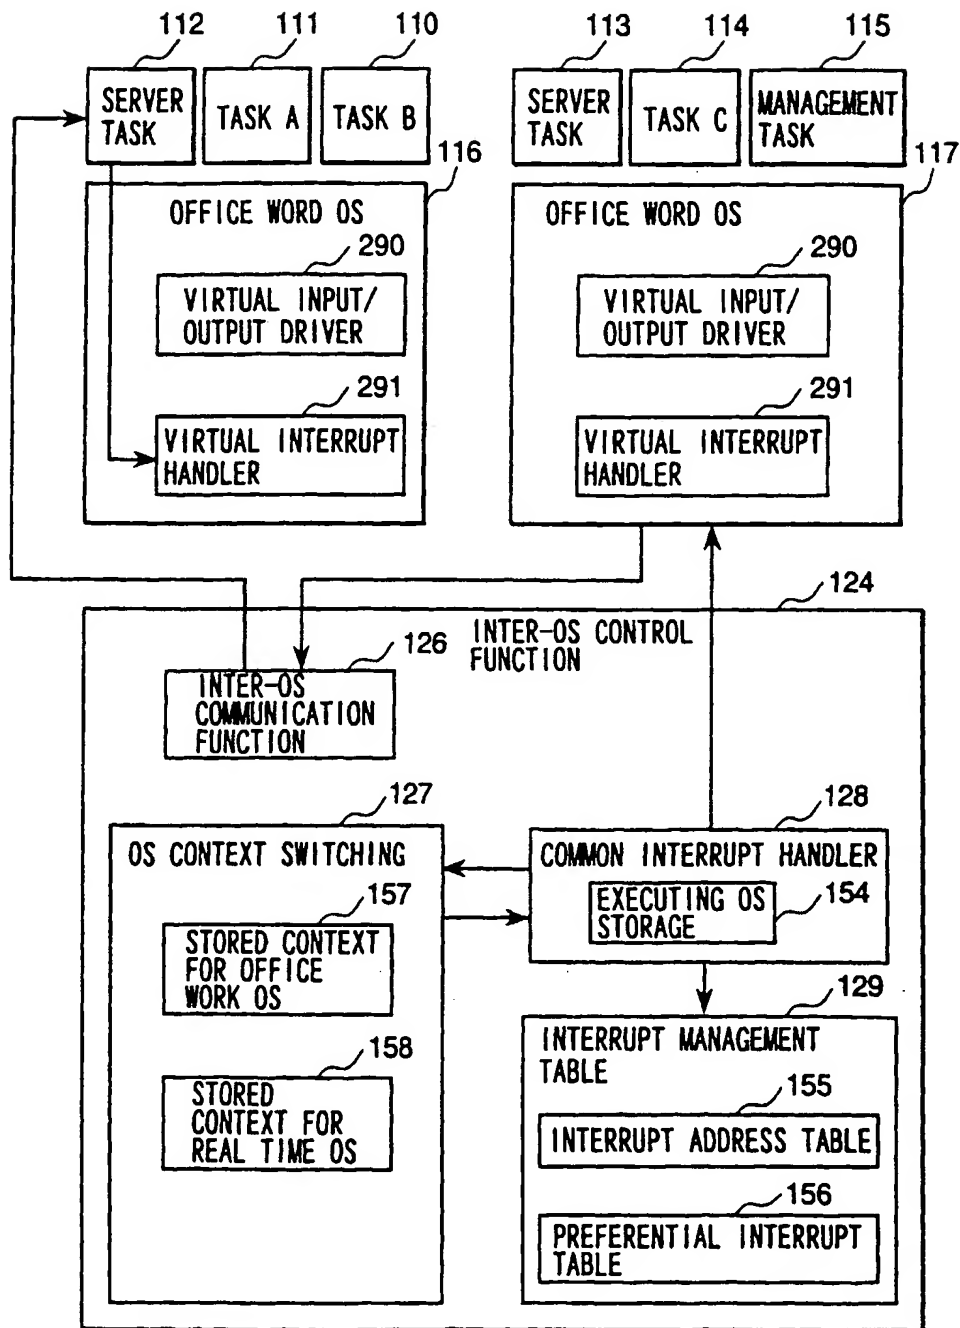 112
111
110
113
114
115
SERVER
TASK
TASK A
TASK B
SERVER
TASK
TASK C
MANAGEMENT
TASK
116
117
OFFICE WORD OS
290
VIRTUAL INPUT/
OUTPUT DRIVER
291
VIRTUAL INTERRUPT
HANDLER
OFFICE WORD OS
290
VIRTUAL INPUT/
OUTPUT DRIVER
291
VIRTUAL INTERRUPT
HANDLER
124
INTER-OS CONTROL
FUNCTION
126
INTER-OS
COMMUNICATION
FUNCTION
127
OS CONTEXT SWITCHING
157
STORED CONTEXT
FOR OFFICE
WORK OS
158
STORED
CONTEXT FOR
REAL TIME OS
128
COMMON INTERRUPT HANDLER
EXECUTING OS
STORAGE
154
129
INTERRUPT MANAGEMENT
TABLE
155
INTERRUPT ADDRESS TABLE
156
PREFERENTIAL INTERRUPT
TABLE